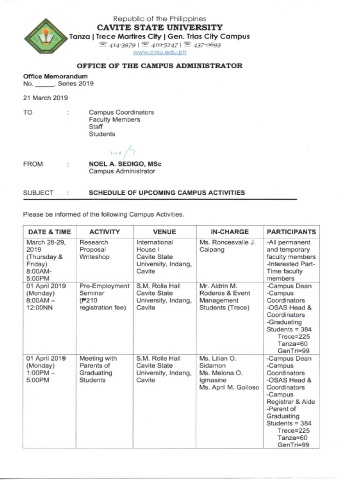 Republic of the Philippines
CAVITE STATE UNIVERSITY
Tanza | Trece Martires City | Gen. Trias City Campus
☏ 414-3979 | ☏ 410-5247 | ☏ 437-0693
www.cvsu.edu.ph
OFFICE OF THE CAMPUS ADMINISTRATOR
Office Memorandum
No. _____, Series 2019
21 March 2019
TO : Campus Coordinators
Faculty Members
Staff
Students
FROM : NOEL A. SEDIGO, MSc
Campus Administrator
SUBJECT : SCHEDULE OF UPCOMING CAMPUS ACTIVITIES
Please be informed of the following Campus Activities.
DATE & TIME ACTIVITY VENUE IN-CHARGE PARTICIPANTS
March 28-29,
2019
(Thursday &
Friday)
8:00AM-
5:00PM
Research
Proposal
Writeshop
International
House I
Cavite State
University, Indang,
Cavite
Ms. Roncesvalle J.
Caipang
-All permanent
and temporary
faculty members
-Interested Part-
Time faculty
members
01 April 2019
(Monday)
8:00AM –
12:00NN
Pre-Employment
Seminar
(₱210
registration fee)
S.M. Rolle Hall
Cavite State
University, Indang,
Cavite
Mr. Aldrin M.
Roderos & Event
Management
Students (Trece)
-Campus Dean
-Campus
Coordinators
-OSAS Head &
Coordinators
-Graduating
Students = 384
Trece=225
Tanza=60
GenTri=99
01 April 2019
(Monday)
1:00PM –
5:00PM
Meeting with
Parents of
Graduating
Students
S.M. Rolle Hall
Cavite State
University, Indang,
Cavite
Ms. Lilian O.
Sidamon
Ms. Melona O.
Igmasine
Ms. April M. Golloso
-Campus Dean
-Campus
Coordinators
-OSAS Head &
Coordinators
-Campus
Registrar & Aide
-Parent of
Graduating
Students = 384
Trece=225
Tanza=60
GenTri=99